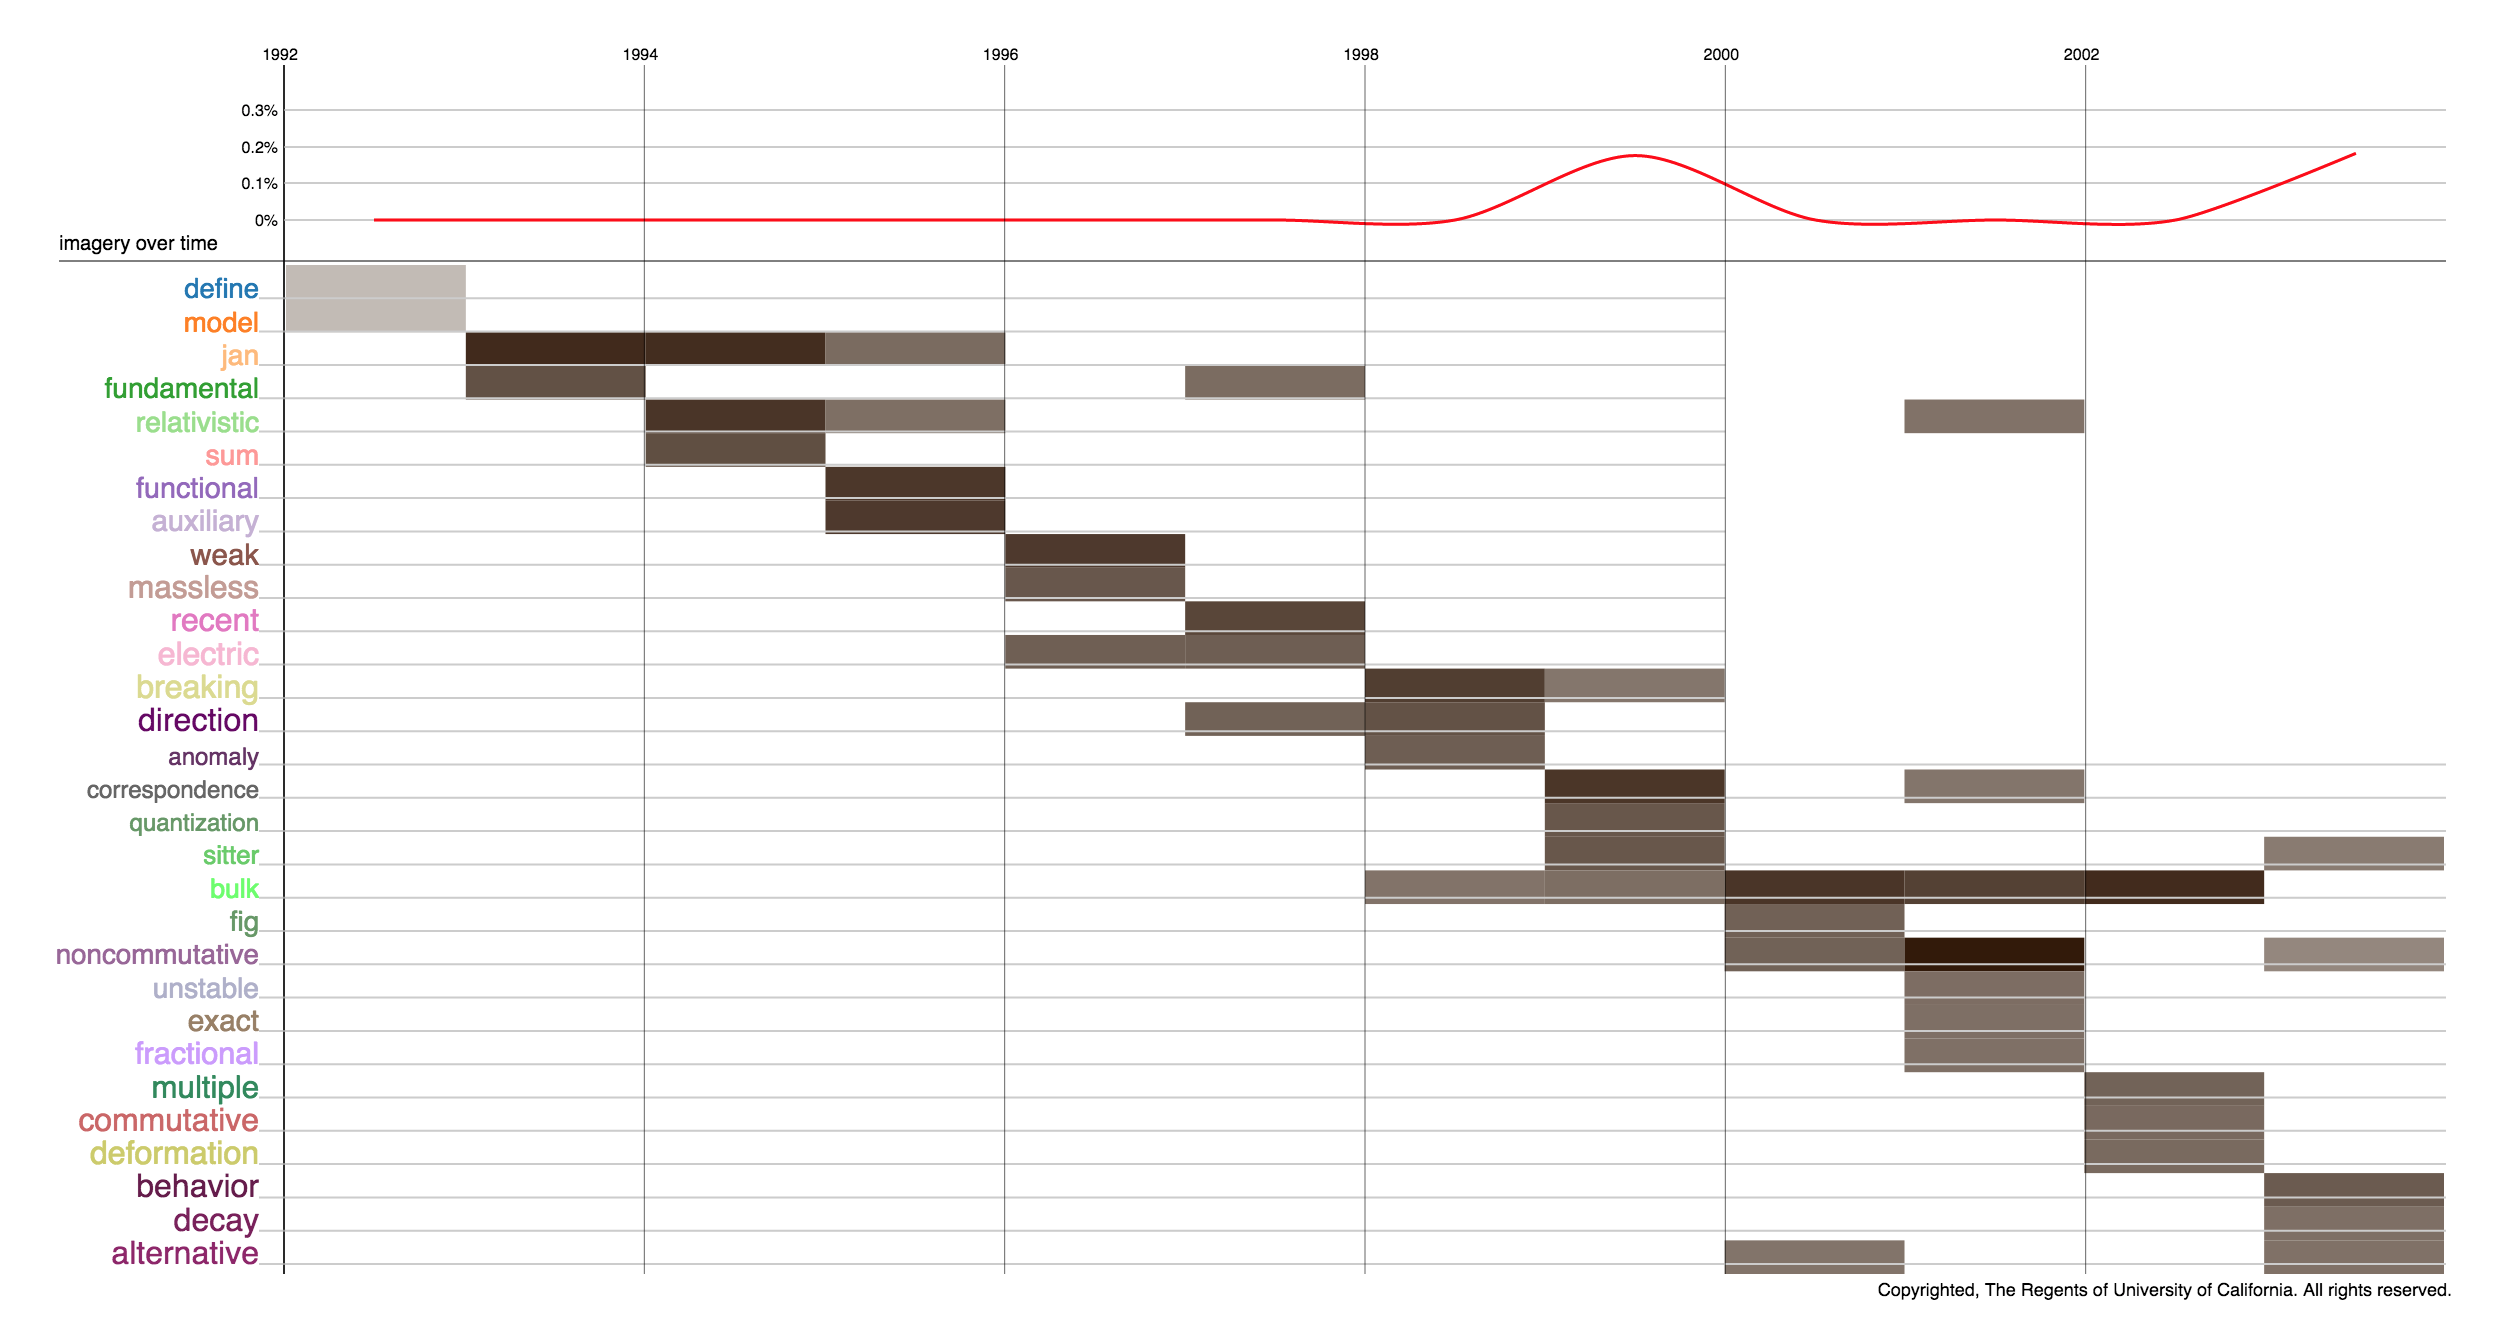 1992 1994 1996 1998 2000 2002
0.3%
0.2%
0.1%
0%
imagery over time
define
model
jan
fundamental
relativistic
sum
functional
auxiliary
weak
massless
recent
electric
breaking
direction
anomaly
correspondence
quantization
sitter
bulk
fig
noncommutative
unstable
exact
fractional
multiple
commutative
deformation
behavior
decay
alternative
Copyrighted, The Regents of University of California. All rights reserved.